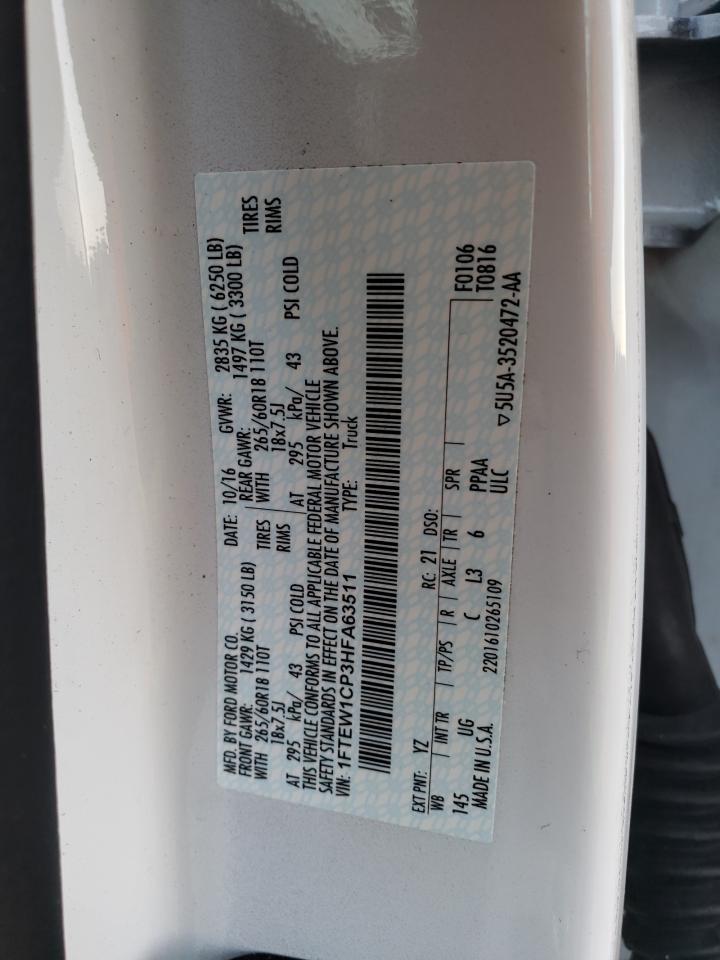 MFD. BY FORD MOTOR CO. DATE: 10/16 GVWR: 2835 KG ( 6250 LB)
FRONT GAWR: 1429 KG ( 3150 LB) REAR GAWR: 1497 KG ( 3300 LB)
WITH 265/60R18 110T TIRES WITH 265/60R18 110T TIRES
18x7.5J RIMS 18x7.5J RIMS
AT 295 kPa/ 43 PSI COLD AT 295 kPa/ 43 PSI COLD
THIS VEHICLE CONFORMS TO ALL APPLICABLE FEDERAL MOTOR VEHICLE
SAFETY STANDARDS IN EFFECT ON THE DATE OF MANUFACTURE SHOWN ABOVE.
VIN: 1FTEW1CP3HFA63511 TYPE: Truck
EXT PNT: YZ RC: 21 DSO:
WB INT TR TP/PS R AXLE TR SPR F0106
145 UG C L3 6 PPAA T0816
MADE IN U.S.A. 2201610265109 ULC
▽5U5A-3520472-AA